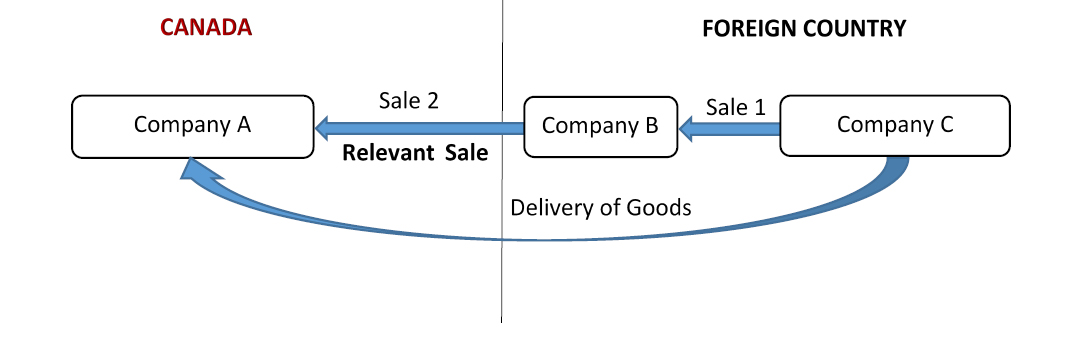 CANADA
FOREIGN COUNTRY
Company A
Sale 2
Relevant Sale
Company B
Sale 1
Company C
Delivery of Goods